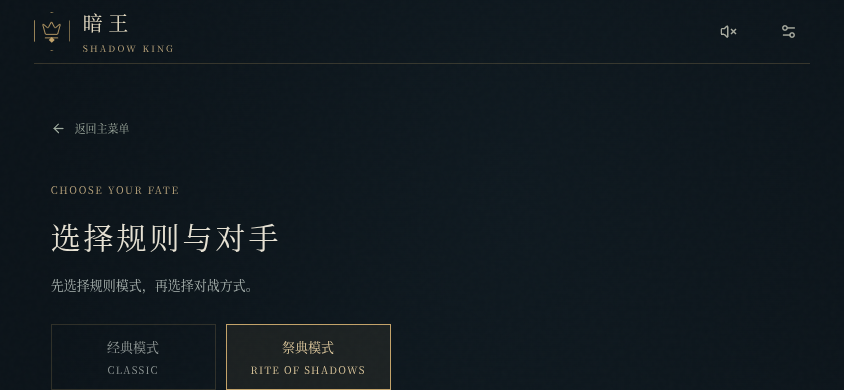 暗王
SHADOW KING
返回主菜单
CHOOSE YOUR FATE
选择规则与对手
先选择规则模式，再选择对战方式。
经典模式
CLASSIC
祭典模式
RITE OF SHADOWS